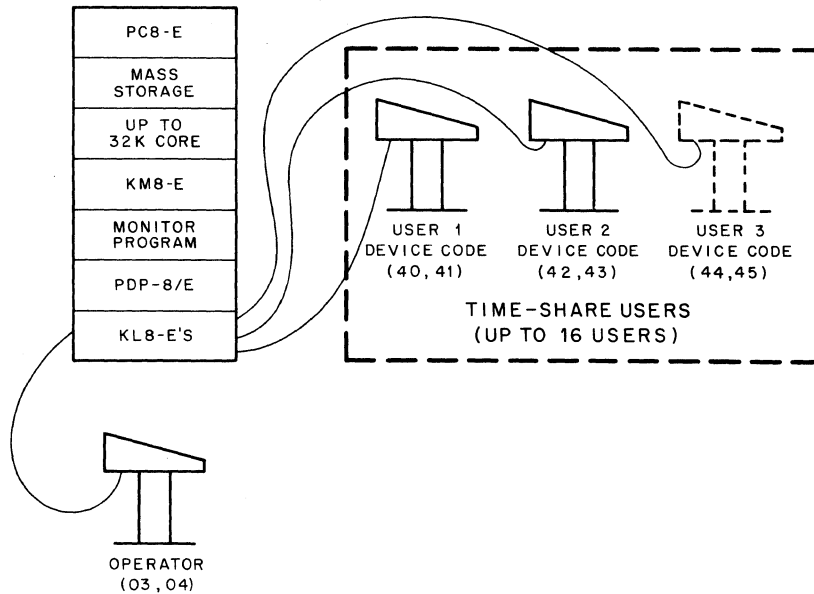 PC8-E
MASS
STORAGE
UP TO
32K CORE
KM8-E
MONITOR
PROGRAM
PDP-8/E
KL8-E'S
USER 1
DEVICE CODE
(40,41)
USER 2
DEVICE CODE
(42,43)
USER 3
DEVICE CODE
(44,45)
TIME-SHARE USERS
(UP TO 16 USERS)
OPERATOR
(03,04)